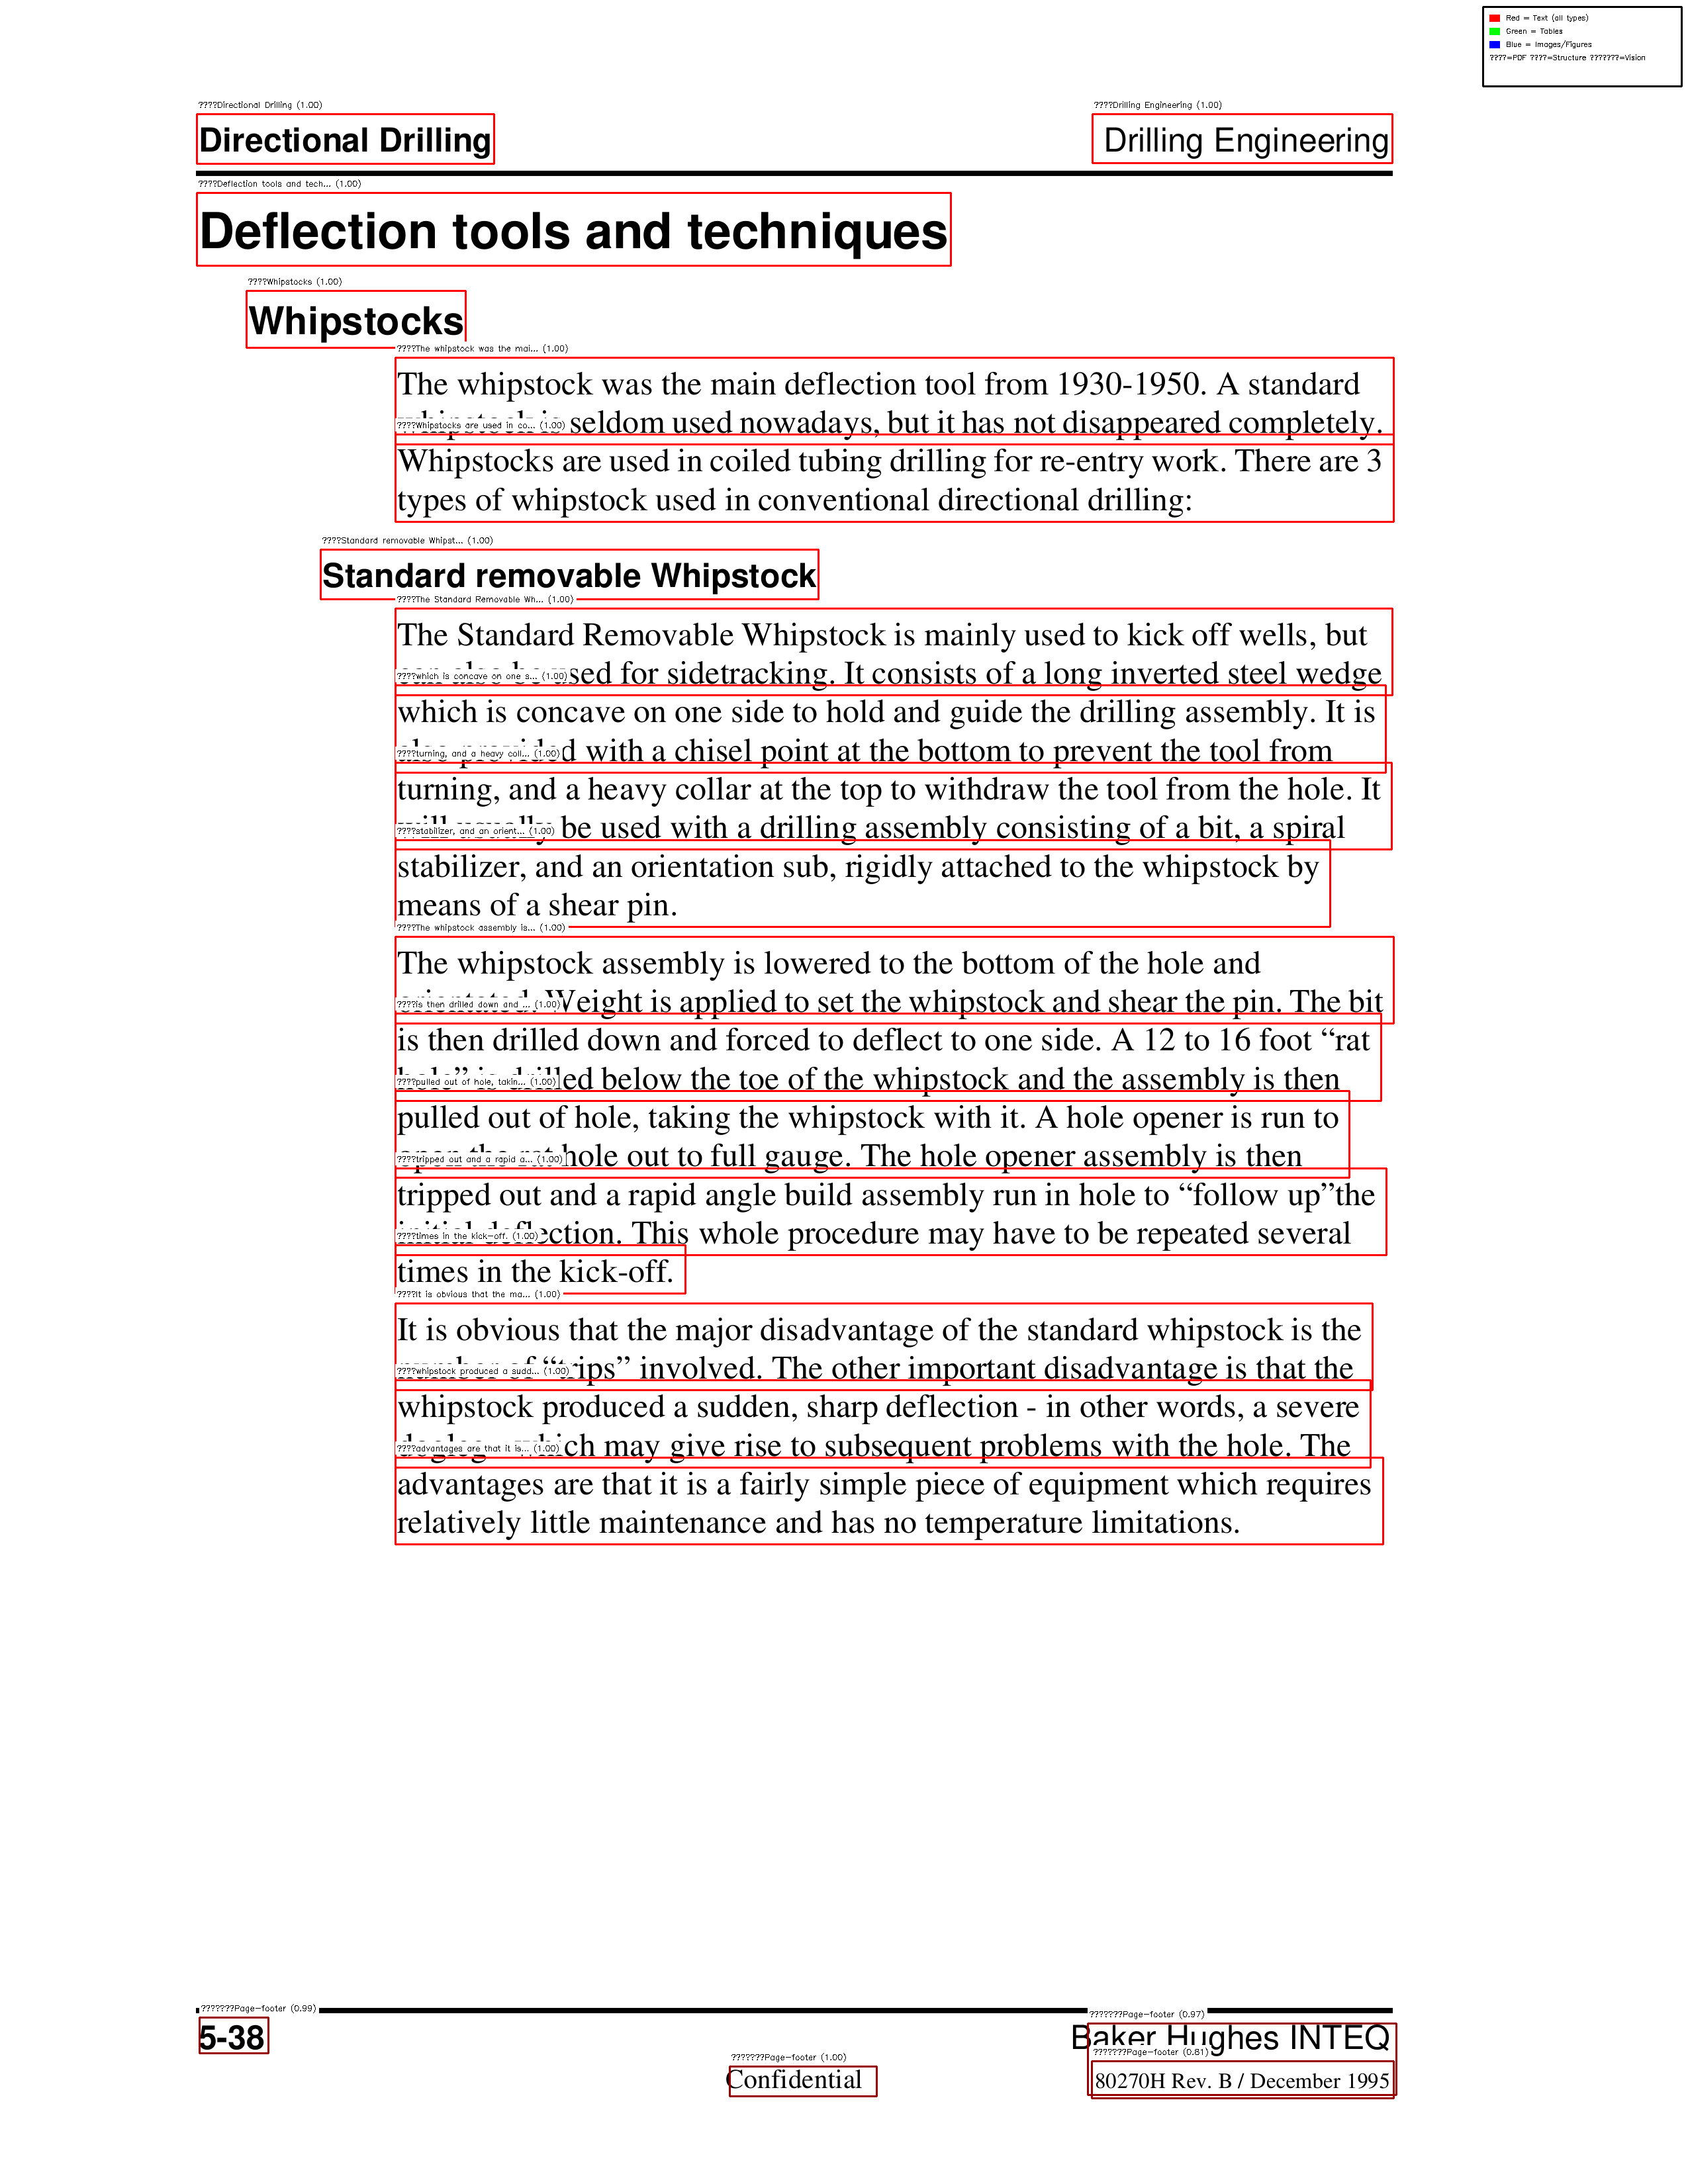 Red = Text (all types)
Green = Tables
Blue = Images/Figures
????=PDF ????=Structure ???????=Vision
????Directional Drilling (1.00)
????Drilling Engineering (1.00)
Directional Drilling
Drilling Engineering
????Deflection tools and tech... (1.00)
Deflection tools and techniques
????Whipstocks (1.00)
Whipstocks
????The whipstock was the mai... (1.00)
The whipstock was the main deflection tool from 1930-1950. A standard
whipstock is seldom used nowadays, but it has not disappeared completely.
????Whipstocks are used in co... (1.00)
Whipstocks are used in coiled tubing drilling for re-entry work. There are 3
types of whipstock used in conventional directional drilling:
????Standard removable Whipst... (1.00)
Standard removable Whipstock
????The Standard Removable Wh... (1.00)
The Standard Removable Whipstock is mainly used to kick off wells, but
can also be used for sidetracking. It consists of a long inverted steel wedge
????which is concave on one s... (1.00)
which is concave on one side to hold and guide the drilling assembly. It is
also provided with a chisel point at the bottom to prevent the tool from
????turning, and a heavy coll... (1.00)
turning, and a heavy collar at the top to withdraw the tool from the hole. It
will usually be used with a drilling assembly consisting of a bit, a spiral
????stabilizer, and an orient... (1.00)
stabilizer, and an orientation sub, rigidly attached to the whipstock by
means of a shear pin.
????The whipstock assembly is... (1.00)
The whipstock assembly is lowered to the bottom of the hole and
orientated. Weight is applied to set the whipstock and shear the pin. The bit
????is then drilled down and ... (1.00)
is then drilled down and forced to deflect to one side. A 12 to 16 foot “rat
hole” is drilled below the toe of the whipstock and the assembly is then
????pulled out of hole, takin... (1.00)
pulled out of hole, taking the whipstock with it. A hole opener is run to
open the rat hole out to full gauge. The hole opener assembly is then
????tripped out and a rapid a... (1.00)
tripped out and a rapid angle build assembly run in hole to “follow up”the
initial deflection. This whole procedure may have to be repeated several
????times in the kick-off. (1.00)
times in the kick-off.
????It is obvious that the ma... (1.00)
It is obvious that the major disadvantage of the standard whipstock is the
number of “trips” involved. The other important disadvantage is that the
????whipstock produced a sudd... (1.00)
whipstock produced a sudden, sharp deflection - in other words, a severe
dogleg - which may give rise to subsequent problems with the hole. The
????advantages are that it is... (1.00)
advantages are that it is a fairly simple piece of equipment which requires
relatively little maintenance and has no temperature limitations.
???????Page-footer (0.99)
???????Page-footer (0.97)
5-38
Baker Hughes INTEQ
???????Page-footer (1.00)
???????Page-footer (0.81)
Confidential
80270H Rev. B / December 1995